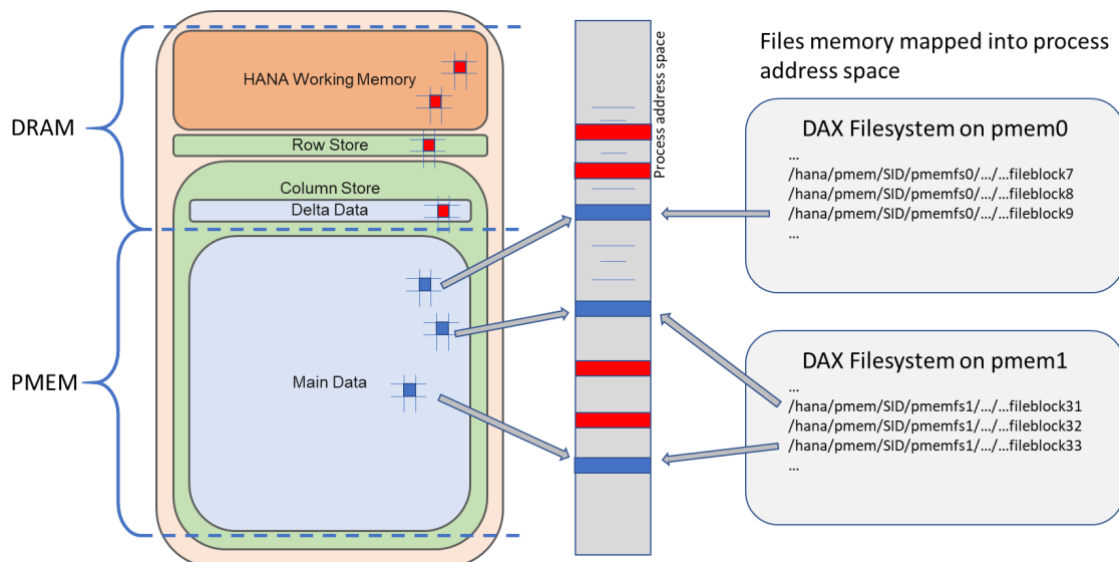 DRAM
PMEM
HANA Working Memory
Row Store
Column Store
Delta Data
Main Data
Process address space
Files memory mapped into process
address space
DAX Filesystem on pmem0
...
/hana/pmem/SID/pmemfs0/.../...fileblock7
/hana/pmem/SID/pmemfs0/.../...fileblock8
/hana/pmem/SID/pmemfs0/.../...fileblock9
...
DAX Filesystem on pmem1
...
/hana/pmem/SID/pmemfs1/.../...fileblock31
/hana/pmem/SID/pmemfs1/.../...fileblock32
/hana/pmem/SID/pmemfs1/.../...fileblock33
...